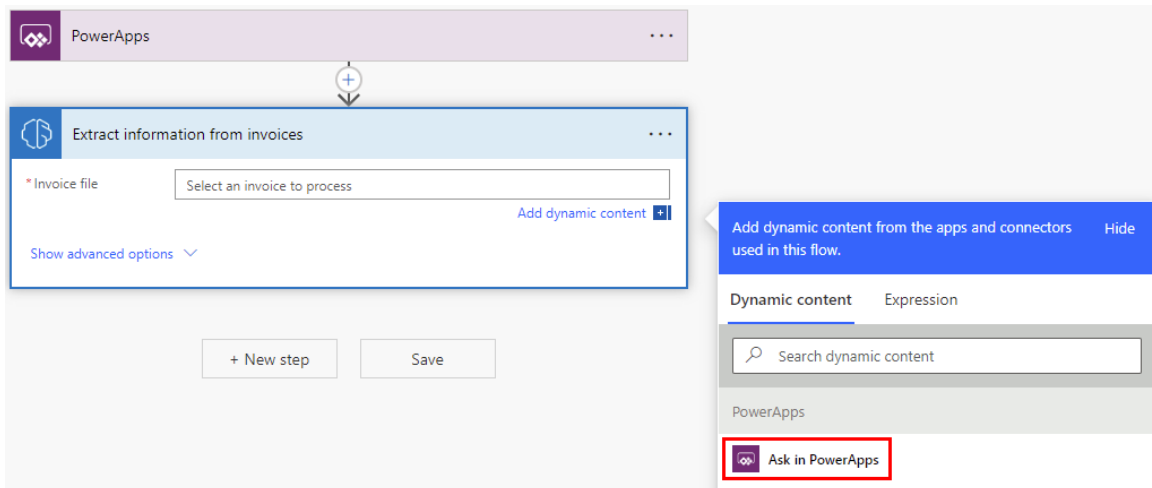 PowerApps
Extract information from invoices
* Invoice file
Select an invoice to process
Add dynamic content
Show advanced options
+ New step
Save
Add dynamic content from the apps and connectors
used in this flow.
Hide
Dynamic content
Expression
Search dynamic content
PowerApps
Ask in PowerApps